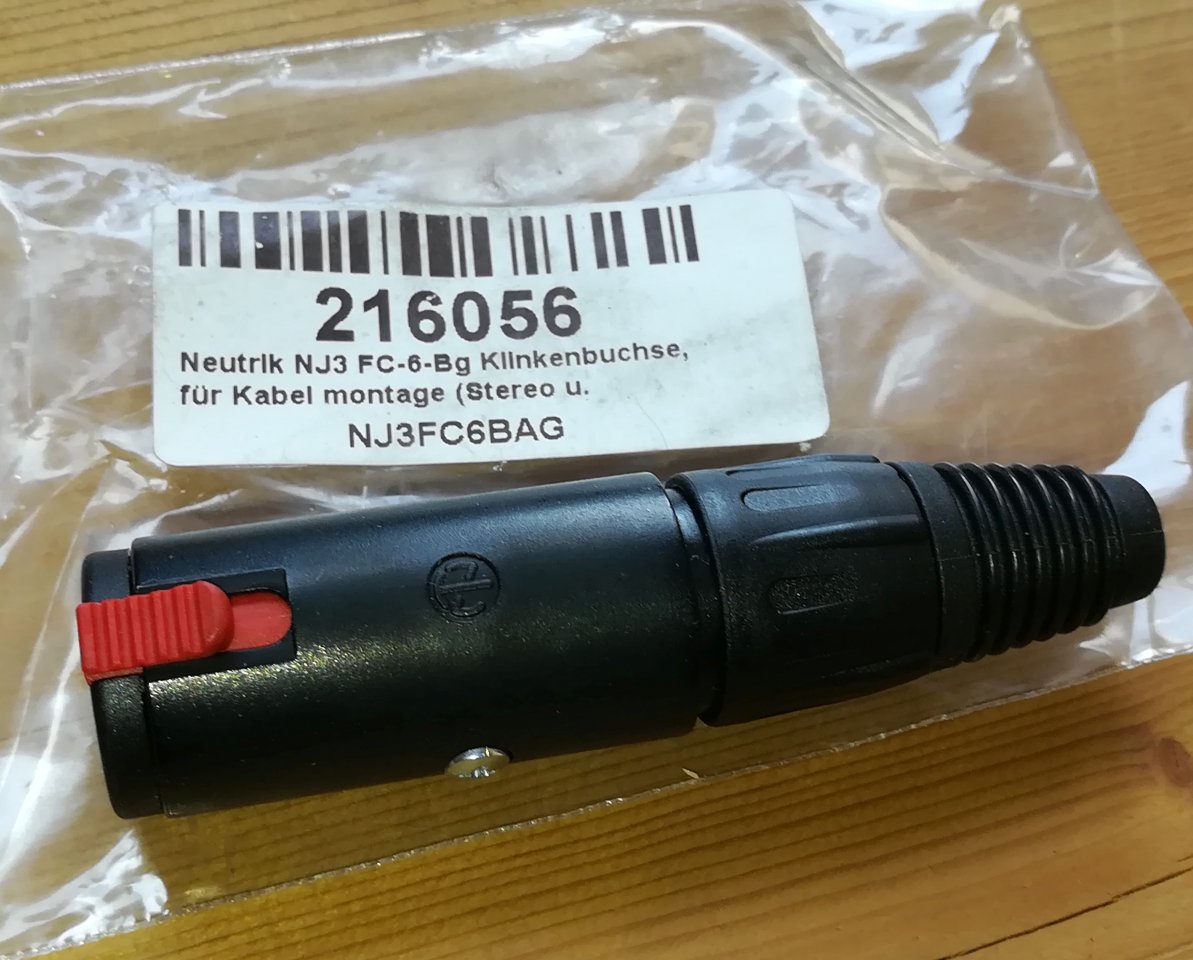 216056
Neutrik NJ3 FC-6-Bg Klinkenbuchse,
für Kabel montage (Stereo u.
NJ3FC6BAG